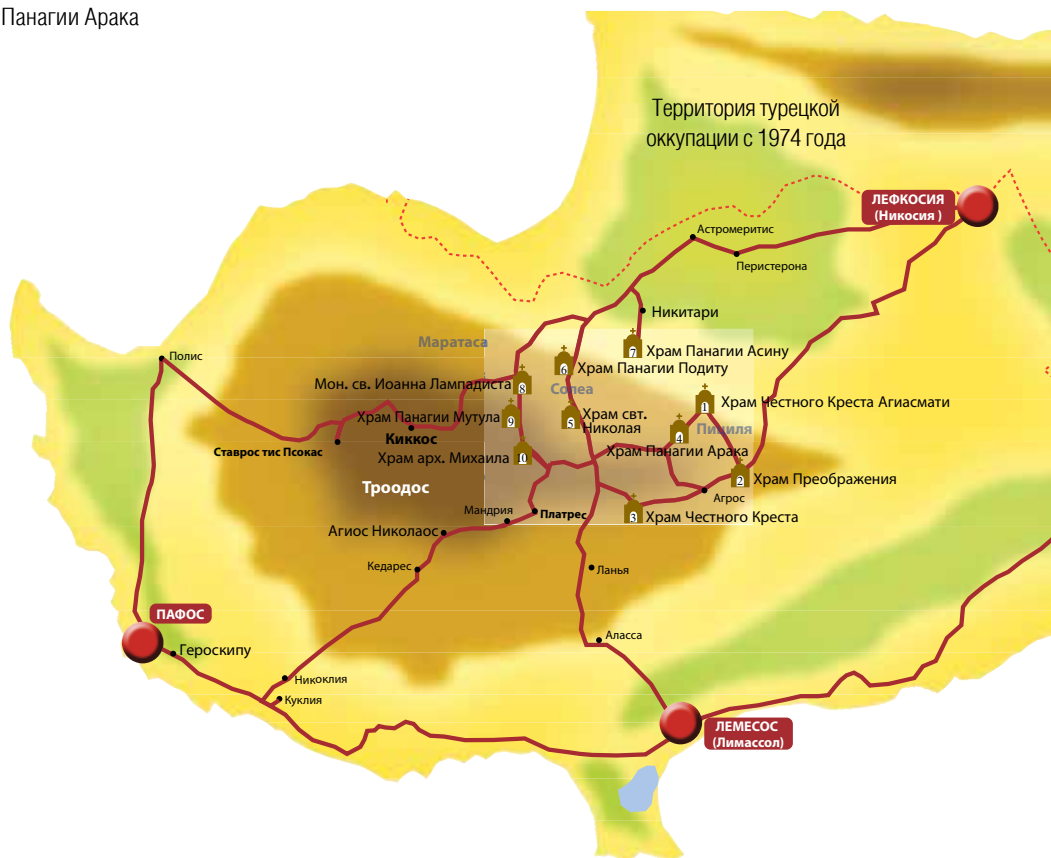 Панагии Арака
Территория турецкой
оккупации с 1974 года
ЛЕФКОСИЯ
(Никосия )
Астромеритис
Перистерона
Никитари
Маратаса
7 Храм Панагии Асину
Полис
6 Храм Панагии Подиту
Мон. св. Иоанна Лампадиста 8
Солеа
1 Храм Честного Креста Агиасмати
Храм Панагии Мутула 9
5 Храм свт.
Николая
Пициля
4
Киккос
Ставрос тис Псокас
Храм арх. Михаила 10
Храм Панагии Арака
2 Храм Преображения
Троодос
Агрос
Мандрия
Платрес
3 Храм Честного Креста
Агиос Николаос
Кедарес
Ланья
ПАФОС
Героскипу
Аласса
Никоклия
Куклия
ЛЕМЕСОС
(Лимассол)